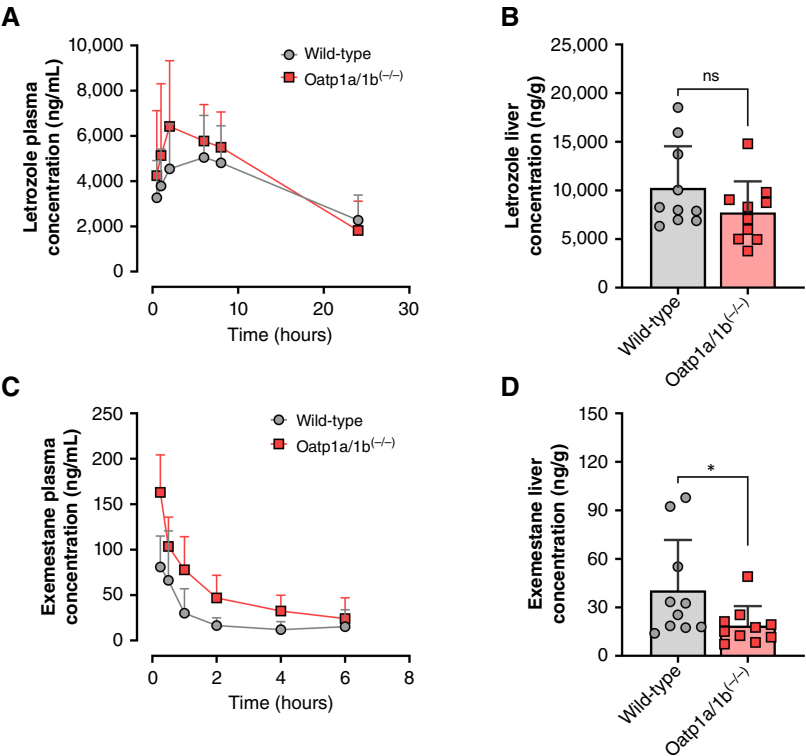 A
Letrozole plasma
concentration (ng/mL)
10,000
8,000
6,000
4,000
2,000
0
Wild-type
Oatp1a/1b(−/−)
0 10 20 30
Time (hours)
B
Letrozole liver
concentration (ng/g)
25,000
20,000
15,000
10,000
5,000
0
ns
Wild-type
Oatp1a/1b(−/−)
C
Exemestane plasma
concentration (ng/mL)
250
200
150
100
50
0
Wild-type
Oatp1a/1b(−/−)
0 2 4 6 8
Time (hours)
D
Exemestane liver
concentration (ng/g)
150
120
90
60
30
0
*
Wild-type
Oatp1a/1b(−/−)